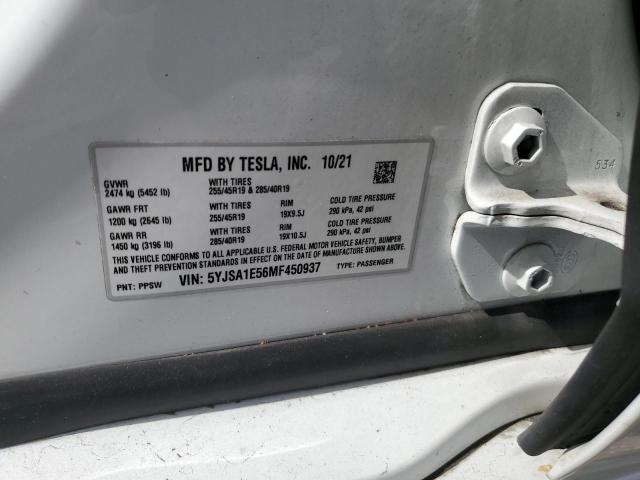 MFD BY TESLA, INC. 10/21
GVWR
2474 kg (5452 lb)
WITH TIRES
255/45R19 & 285/40R19
GAWR FRT
1200 kg (2645 lb)
WITH TIRES
255/45R19
RIM
19X9.5J
COLD TIRE PRESSURE
290 kPa, 42 psi
GAWR RR
1450 kg (3196 lb)
WITH TIRES
285/40R19
RIM
19X10.5J
COLD TIRE PRESSURE
290 kPa, 42 psi
THIS VEHICLE CONFORMS TO ALL APPLICABLE U.S. FEDERAL MOTOR VEHICLE SAFETY, BUMPER
AND THEFT PREVENTION STANDARDS IN EFFECT ON THE DATE OF MANUFACTURE SHOWN ABOVE.
PNT: PPSW
VIN: 5YJSA1E56MF450937
TYPE: PASSENGER
534